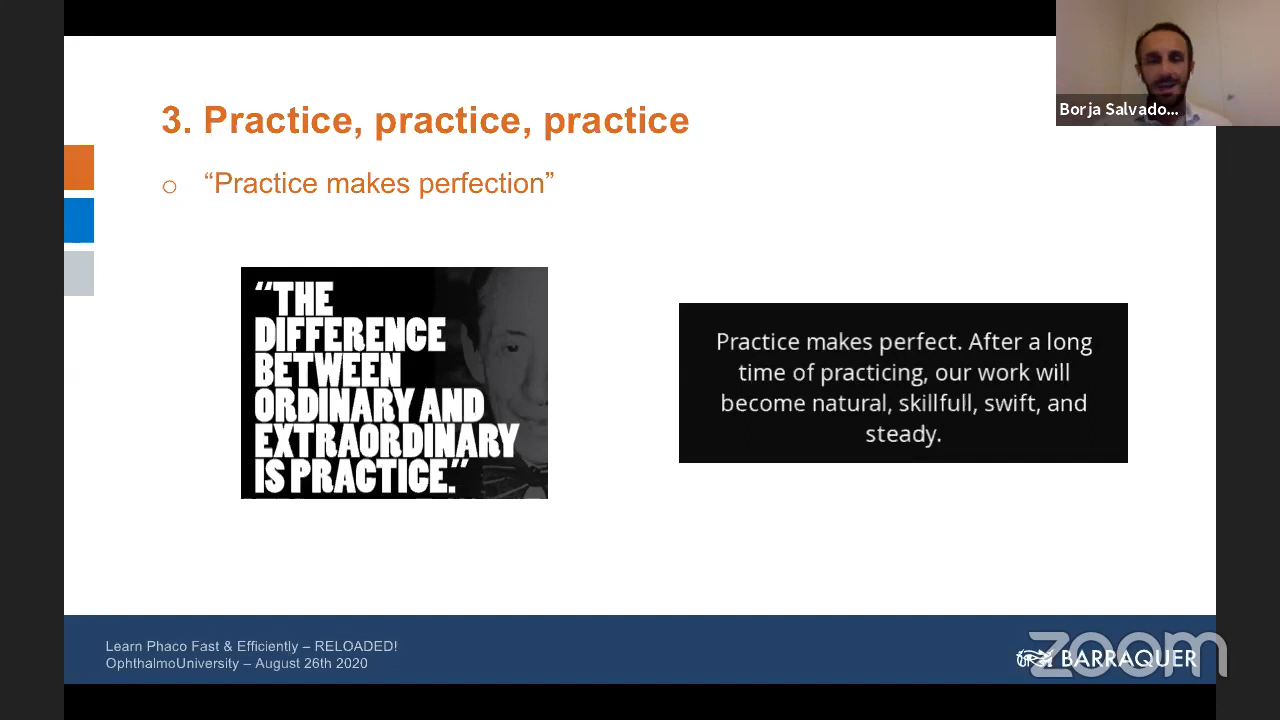 3. Practice, practice, practice
Borja Salvado...
o “Practice makes perfection”
“THE
DIFFERENCE
BETWEEN
ORDINARY AND
EXTRAORDINARY
IS PRACTICE.”
Practice makes perfect. After a long
time of practicing, our work will
become natural, skillfull, swift, and
steady.
Learn Phaco Fast & Efficiently – RELOADED!
OphthalmoUniversity – August 26th 2020
BARRAQUER
zoom